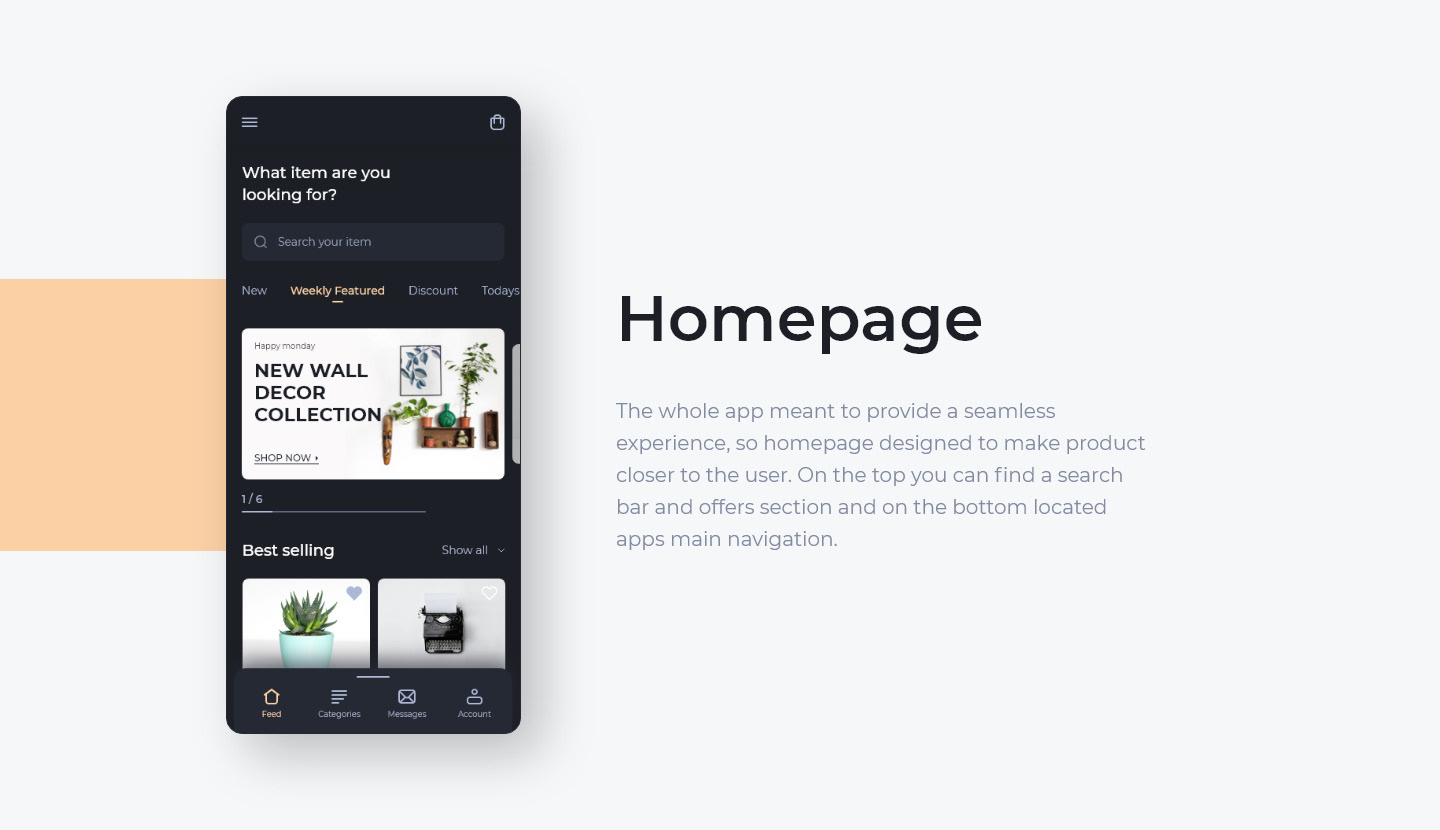 What item are you
looking for?
Search your item
New Weekly Featured Discount Todays
Happy monday
NEW WALL
DECOR
COLLECTION
SHOP NOW
1 / 6
Best selling
Show all
Feed Categories Messages Account
Homepage
The whole app meant to provide a seamless
experience, so homepage designed to make product
closer to the user. On the top you can find a search
bar and offers section and on the bottom located
apps main navigation.